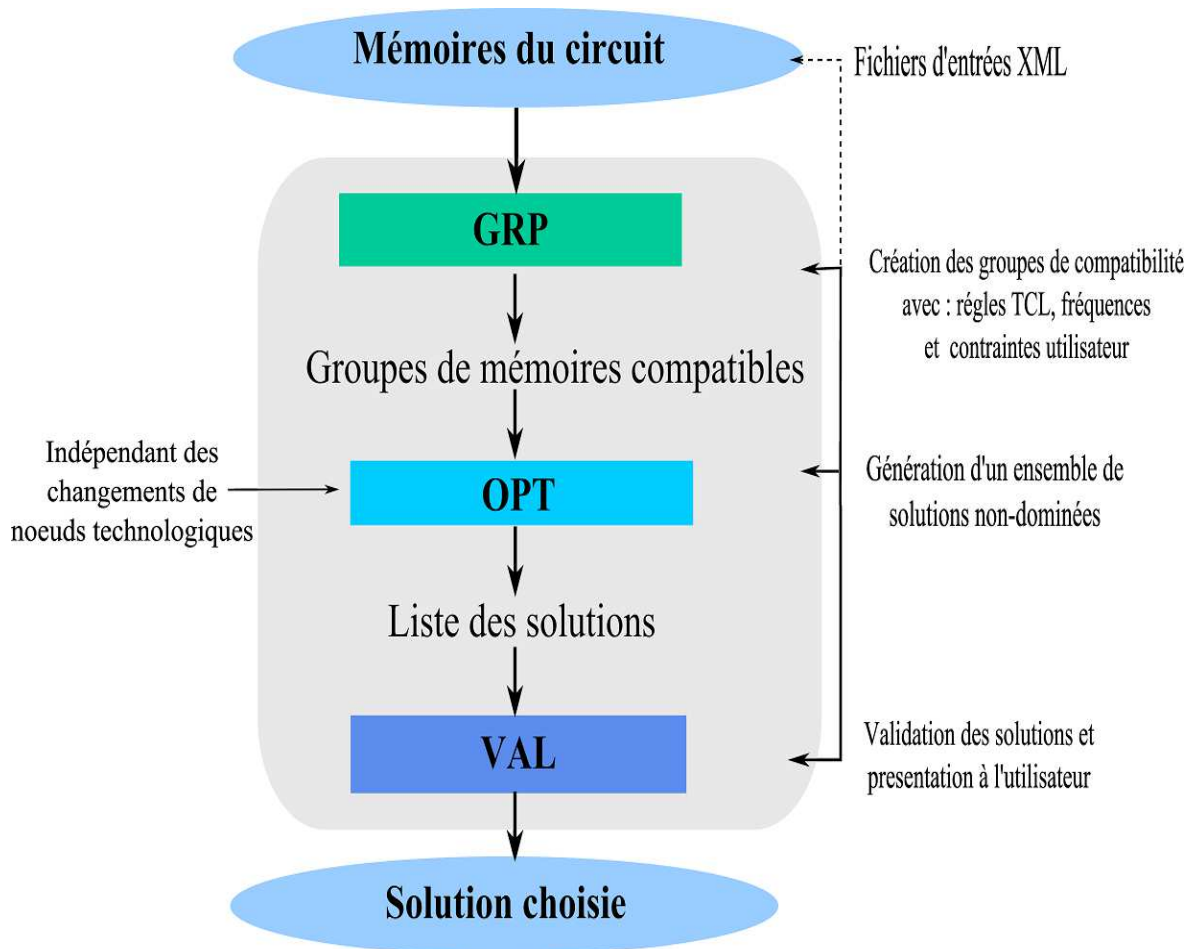 Mémoires du circuit
Fichiers d'entrées XML
GRP
Création des groupes de compatibilité
avec : régles TCL, fréquences
et contraintes utilisateur
Groupes de mémoires compatibles
Indépendant des
changements de
noeuds technologiques
OPT
Génération d'un ensemble de
solutions non-dominées
Liste des solutions
VAL
Validation des solutions et
presentation à l'utilisateur
Solution choisie